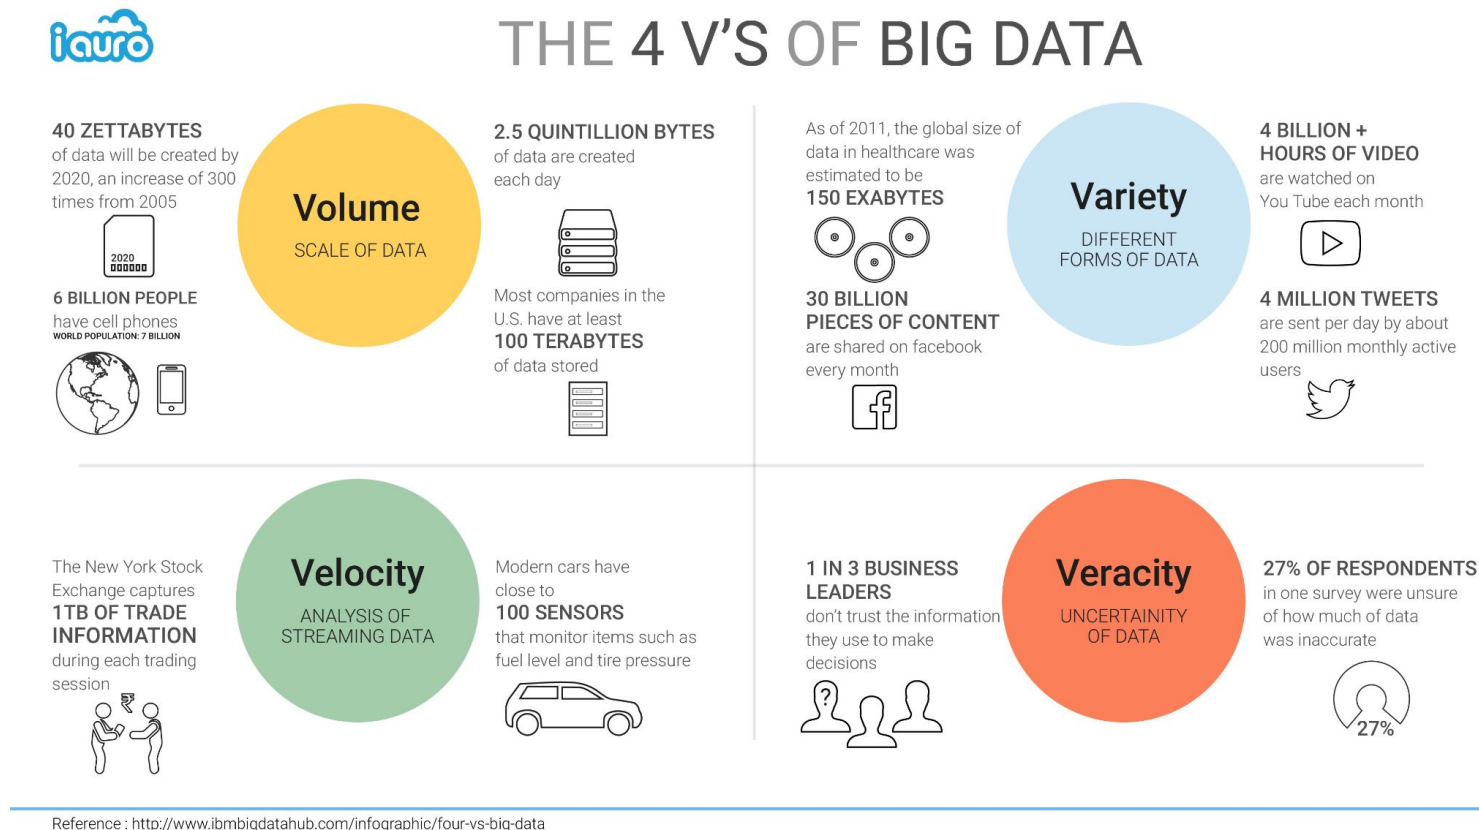 iauro
THE 4 V'S OF BIG DATA
40 ZETTABYTES
of data will be created by
2020, an increase of 300
times from 2005
2020
6 BILLION PEOPLE
have cell phones
WORLD POPULATION: 7 BILLION
Volume
SCALE OF DATA
2.5 QUINTILLION BYTES
of data are created
each day
Most companies in the
U.S. have at least
100 TERABYTES
of data stored
As of 2011, the global size of
data in healthcare was
estimated to be
150 EXABYTES
30 BILLION
PIECES OF CONTENT
are shared on facebook
every month
f
Variety
DIFFERENT
FORMS OF DATA
4 BILLION +
HOURS OF VIDEO
are watched on
You Tube each month
4 MILLION TWEETS
are sent per day by about
200 million monthly active
users
The New York Stock
Exchange captures
1TB OF TRADE
INFORMATION
during each trading
session
₹
Velocity
ANALYSIS OF
STREAMING DATA
Modern cars have
close to
100 SENSORS
that monitor items such as
fuel level and tire pressure
1 IN 3 BUSINESS
LEADERS
don't trust the information
they use to make
decisions
?
Veracity
UNCERTAINITY
OF DATA
27% OF RESPONDENTS
in one survey were unsure
of how much of data
was inaccurate
27%
Reference : http://www.ibmbigdatahub.com/infographic/four-vs-big-data